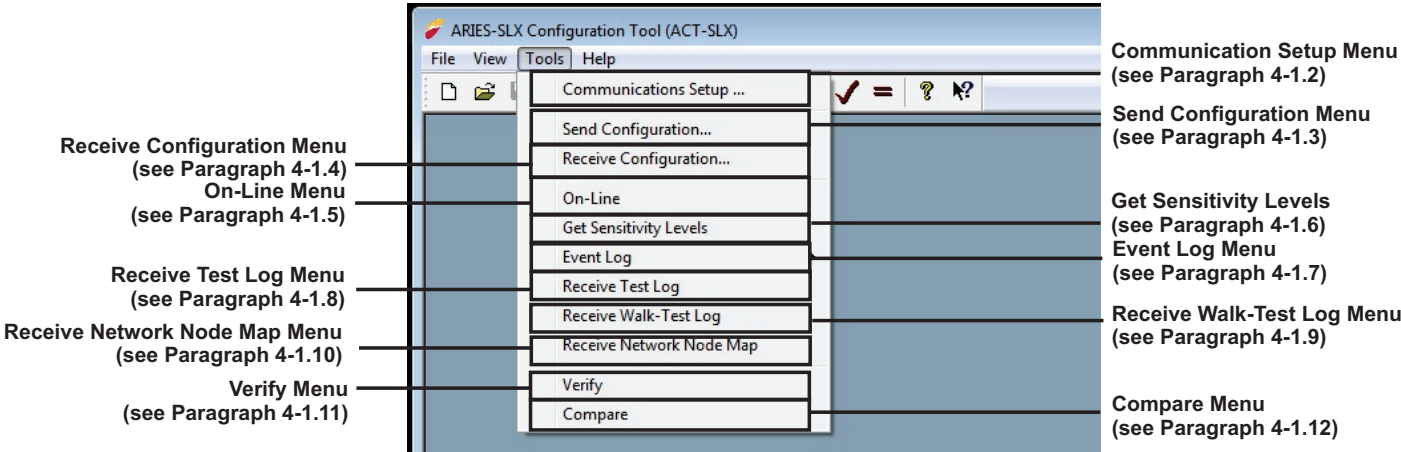 ARIES-SLX Configuration Tool (ACT-SLX)
File View Tools Help
Communications Setup ...
Send Configuration...
Receive Configuration...
On-Line
Get Sensitivity Levels
Event Log
Receive Test Log
Receive Walk-Test Log
Receive Network Node Map
Verify
Compare
Receive Configuration Menu
(see Paragraph 4-1.4)
On-Line Menu
(see Paragraph 4-1.5)
Receive Test Log Menu
(see Paragraph 4-1.8)
Receive Network Node Map Menu
(see Paragraph 4-1.10)
Verify Menu
(see Paragraph 4-1.11)
Communication Setup Menu
(see Paragraph 4-1.2)
Send Configuration Menu
(see Paragraph 4-1.3)
Get Sensitivity Levels
(see Paragraph 4-1.6)
Event Log Menu
(see Paragraph 4-1.7)
Receive Walk-Test Log Menu
(see Paragraph 4-1.9)
Compare Menu
(see Paragraph 4-1.12)